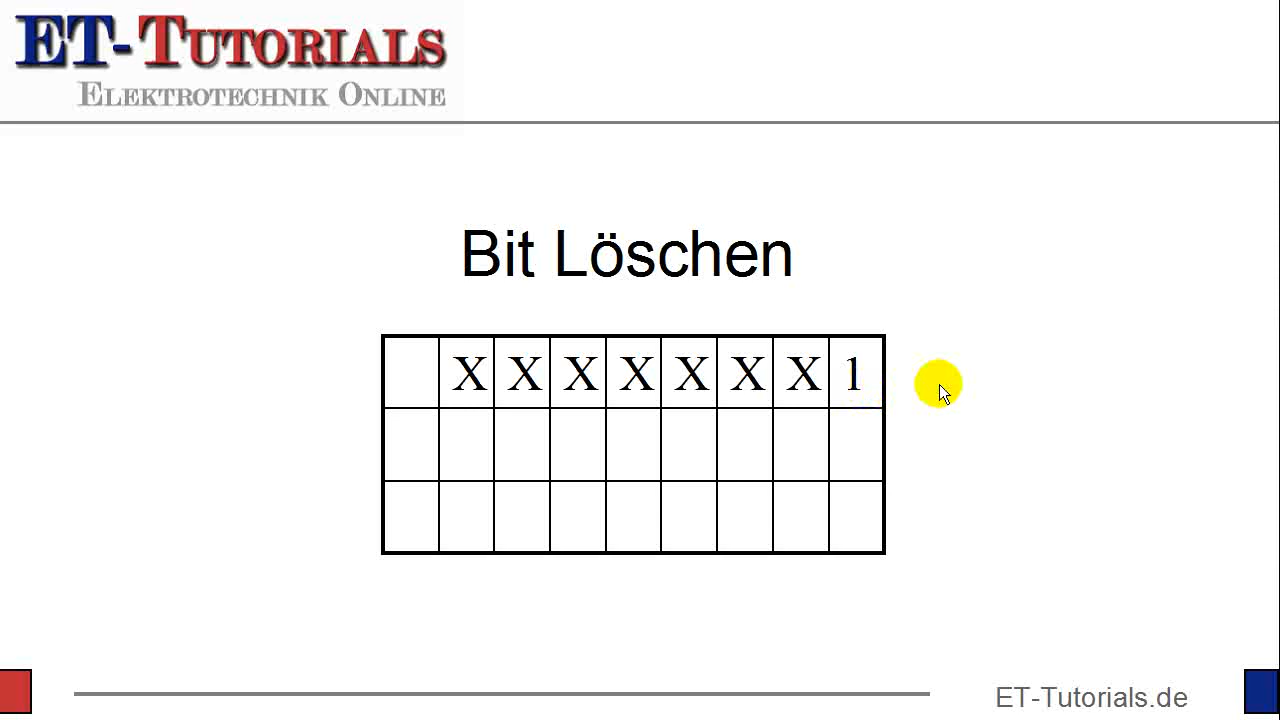 ET-TUTORIALS
ELEKTROTECHNIK ONLINE
Bit Löschen
X X X X X X X 1
ET-Tutorials.de